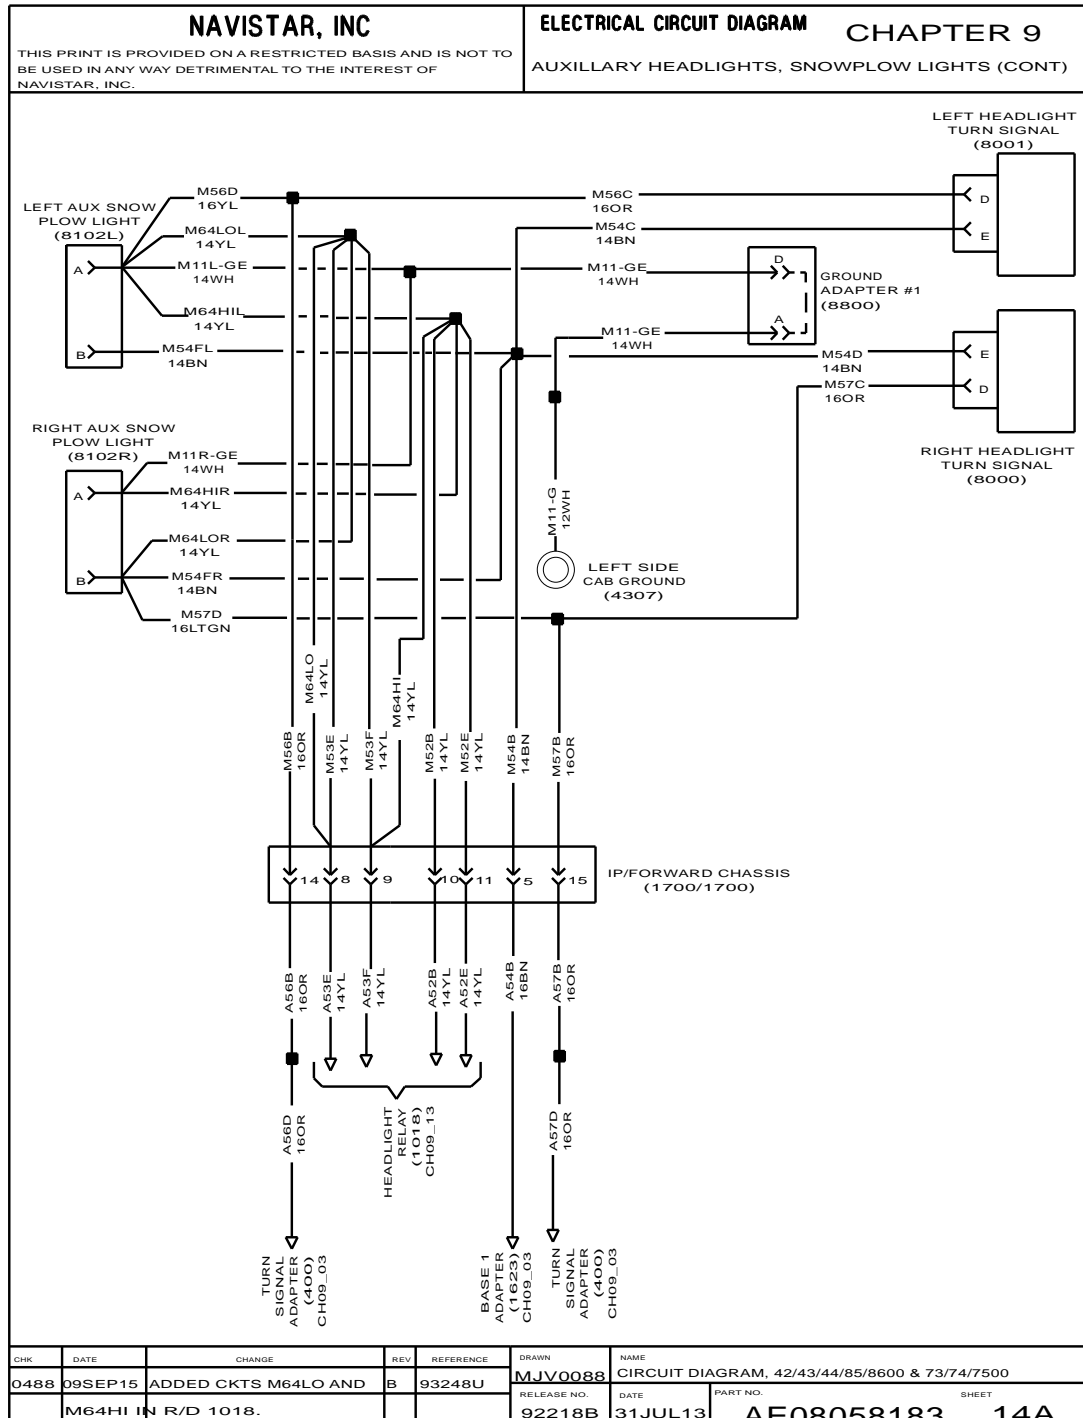 NAVISTAR, INC
THIS PRINT IS PROVIDED ON A RESTRICTED BASIS AND IS NOT TO
BE USED IN ANY WAY DETRIMENTAL TO THE INTEREST OF
NAVISTAR, INC.
ELECTRICAL CIRCUIT DIAGRAM
CHAPTER 9
AUXILLARY HEADLIGHTS, SNOWPLOW LIGHTS (CONT)
LEFT HEADLIGHT
TURN SIGNAL
(8001)
D
E
LEFT AUX SNOW
PLOW LIGHT
(8102L)
A
B
M56D
16YL
M64LOL
14YL
M11L-GE
14WH
M64HIL
14YL
M54FL
14BN
M56C
16OR
M54C
14BN
M11-GE
14WH
M11-GE
14WH
D
A
GROUND
ADAPTER #1
(8800)
M54D
14BN
M57C
16OR
E
D
RIGHT HEADLIGHT
TURN SIGNAL
(8000)
RIGHT AUX SNOW
PLOW LIGHT
(8102R)
A
B
M11R-GE
14WH
M64HIR
14YL
M64LOR
14YL
M54FR
14BN
M57D
16LTGN
M11-G
12WH
LEFT SIDE
CAB GROUND
(4307)
M64LO
14YL
M64HI
14YL
M56B
16OR
M53E
14YL
M53F
14YL
M52B
14YL
M52E
14YL
M54B
14BN
M57B
16OR
14
8
9
10
11
5
15
IP/FORWARD CHASSIS
(1700/1700)
A56B
16OR
A53E
14YL
A53F
14YL
A52B
14YL
A52E
14YL
A54B
16BN
A57B
16OR
A56D
16OR
HEADLIGHT
RELAY
(1018)
CH09_13
A57D
16OR
TURN
SIGNAL
ADAPTER
(400)
CH09_03
BASE 1
ADAPTER
(1623)
CH09_03
TURN
SIGNAL
ADAPTER
(400)
CH09_03
CHK DATE CHANGE REV REFERENCE
0488 09SEP15 ADDED CKTS M64LO AND B 93248U
M64HI IN R/D 1018.
DRAWN
MJV0088
NAME
CIRCUIT DIAGRAM, 42/43/44/85/8600 & 73/74/7500
RELEASE NO.
92218B
DATE
31JUL13
PART NO.
AE08058183
SHEET
14A